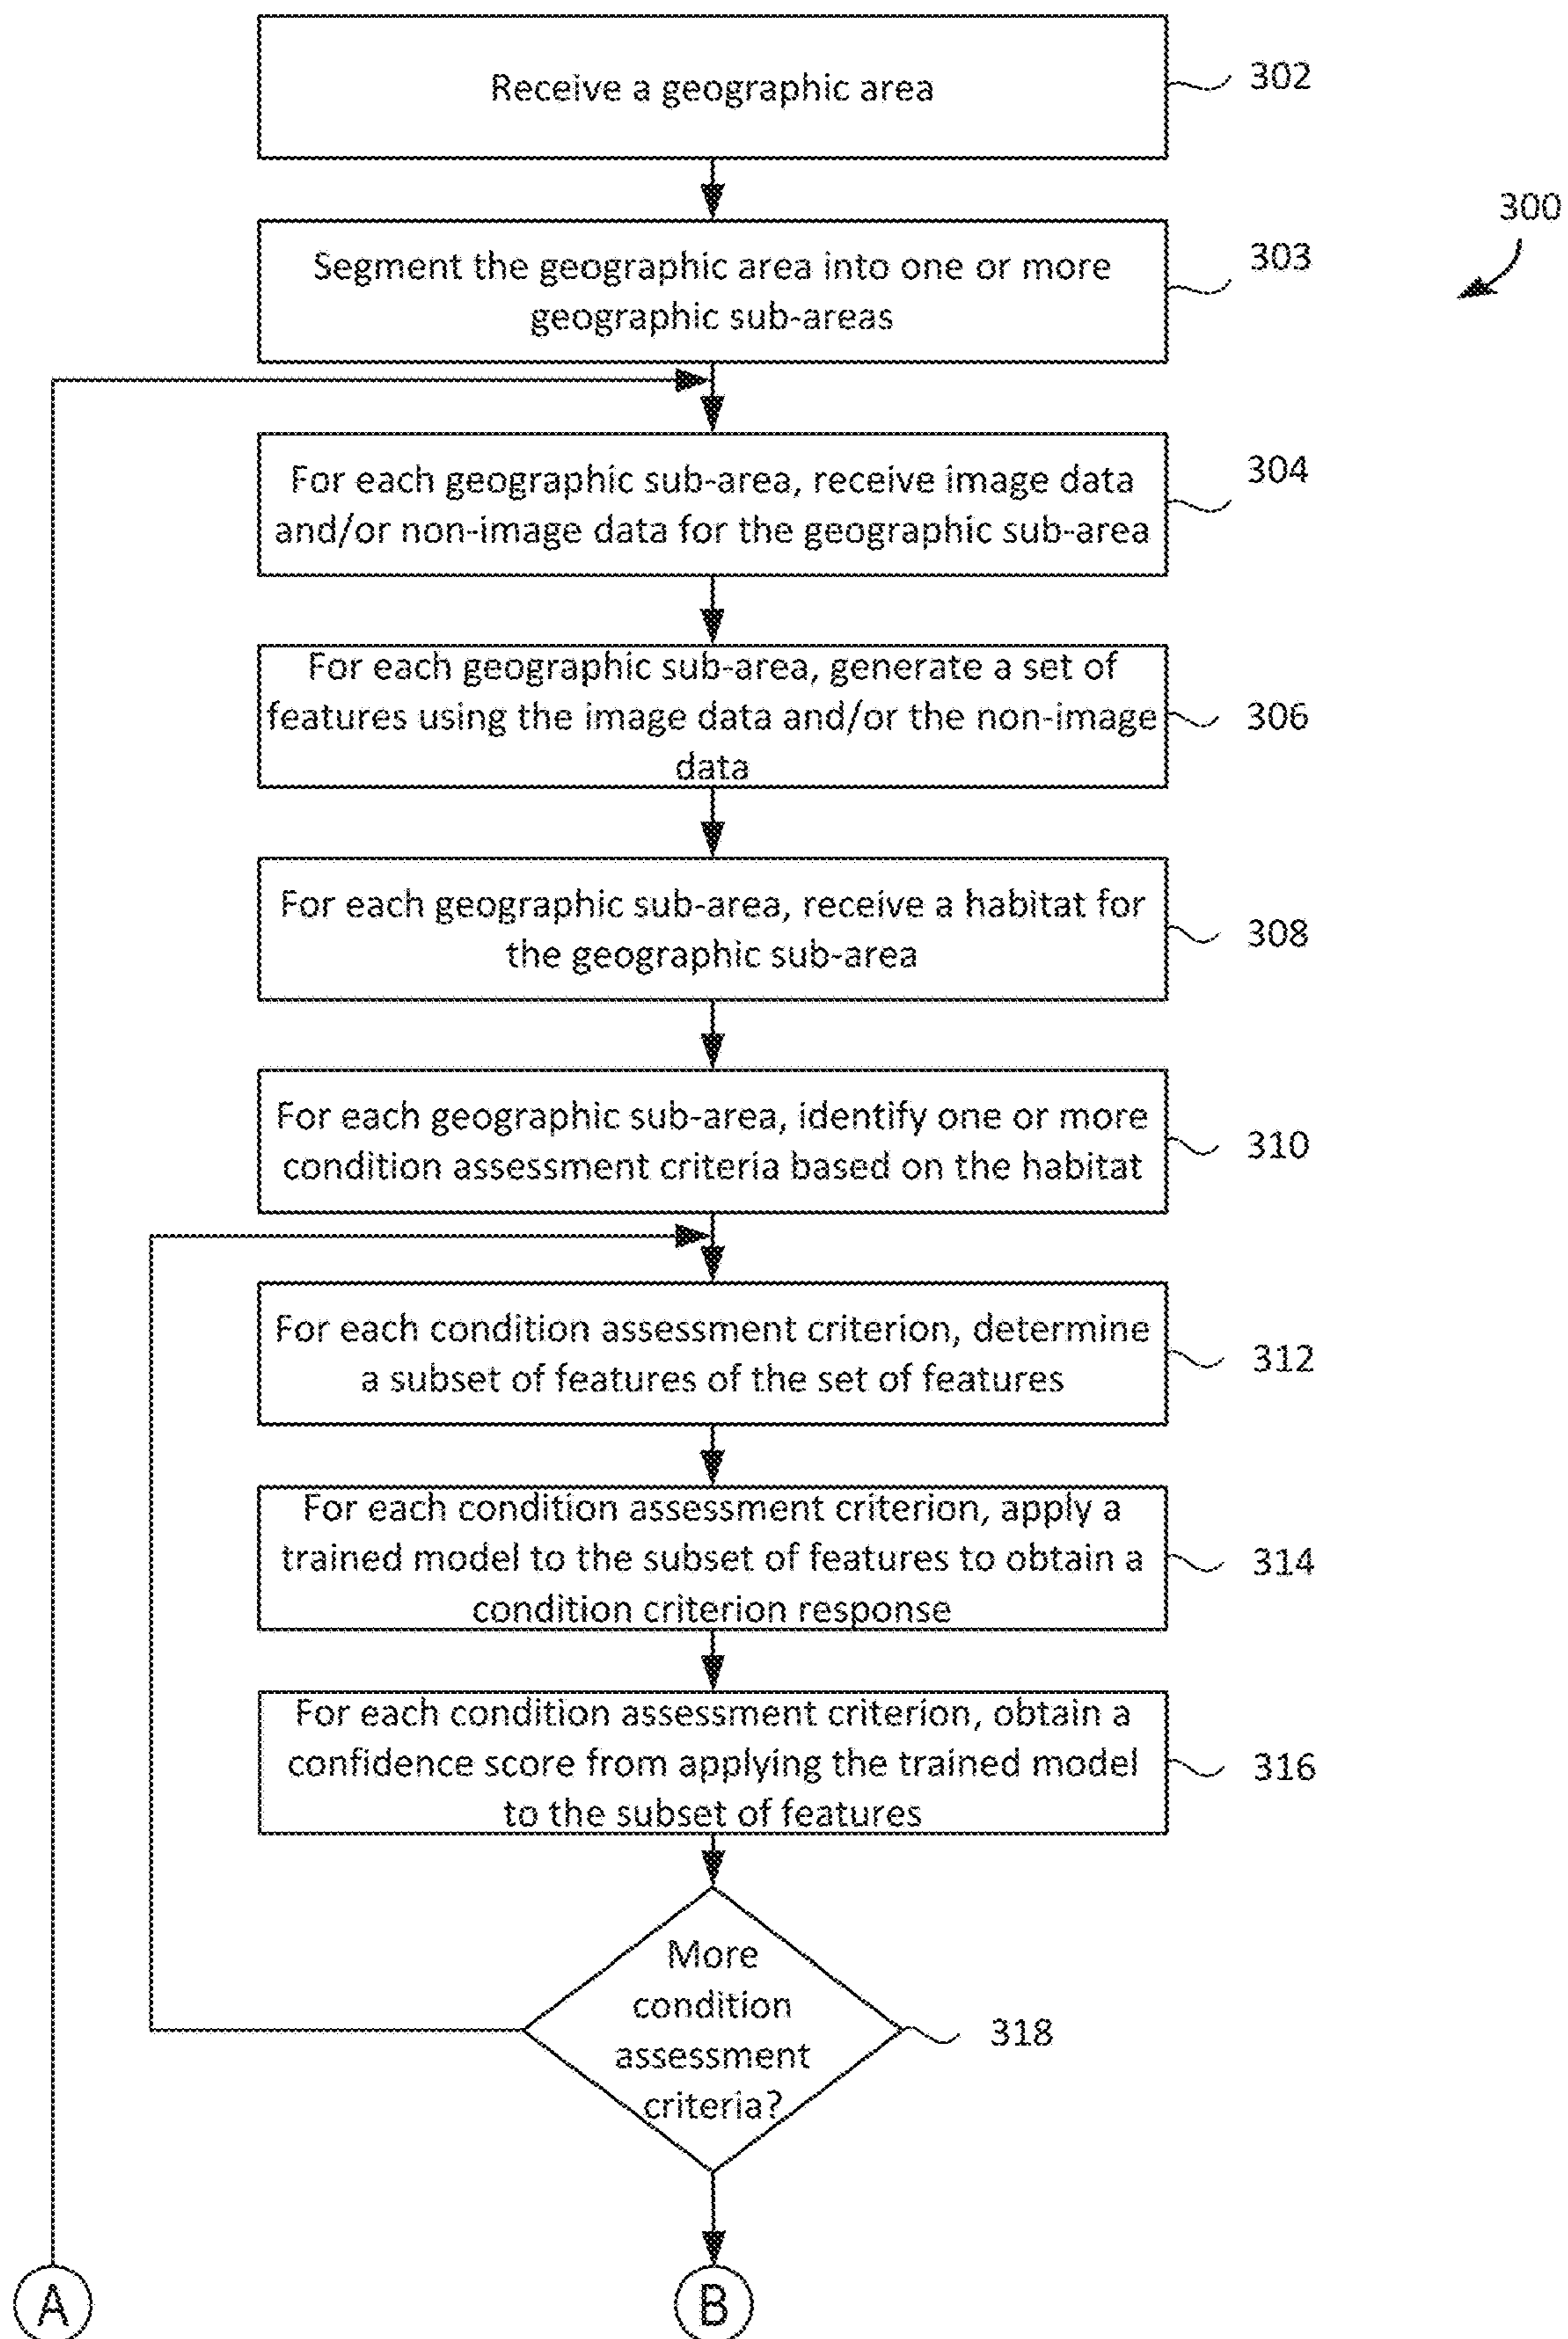 Receive a geographic area
302
300
Segment the geographic area into one or more
geographic sub-areas
303
For each geographic sub-area, receive image data
and/or non-image data for the geographic sub-area
304
For each geographic sub-area, generate a set of
features using the image data and/or the non-image
data
306
For each geographic sub-area, receive a habitat for
the geographic sub-area
308
For each geographic sub-area, identify one or more
condition assessment criteria based on the habitat
310
For each condition assessment criterion, determine
a subset of features of the set of features
312
For each condition assessment criterion, apply a
trained model to the subset of features to obtain a
condition criterion response
314
For each condition assessment criterion, obtain a
confidence score from applying the trained model
to the subset of features
316
More
condition
assessment
criteria?
318
A
B